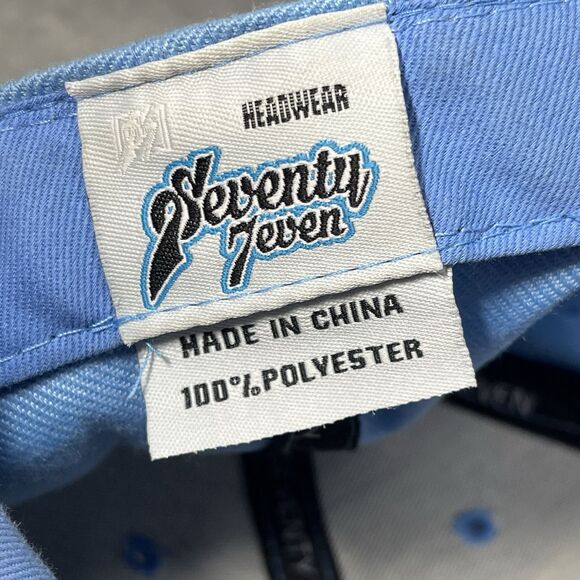 HEADWEAR
Seventy
7even
MADE IN CHINA
100% POLYESTER